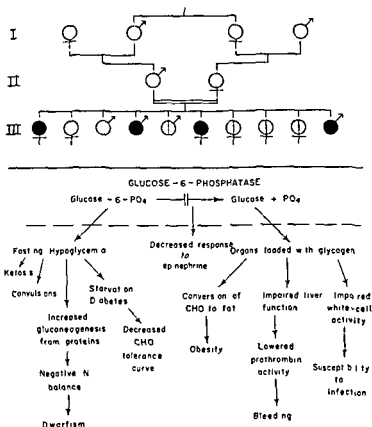 I
II
III
GLUCOSE-6-PHOSPHATASE
Glucose - 6-PO4 Glucose + PO4
Fasting Hypoglycemia
Decreased response
to
epinephrine
Organs loaded with glycogen
Ketosis
Convulsions
Starvation
Diabetes
Increased
gluconeogenesis
from proteins
Decreased
CHO
tolerance
curve
Negative N
balance
Dwarfism
Conversion of
CHO to fat
Obesity
Impaired liver
function
Lowered
prothrombin
activity
Bleeding
Impaired
white-cell
activity
Susceptibility
to
infection